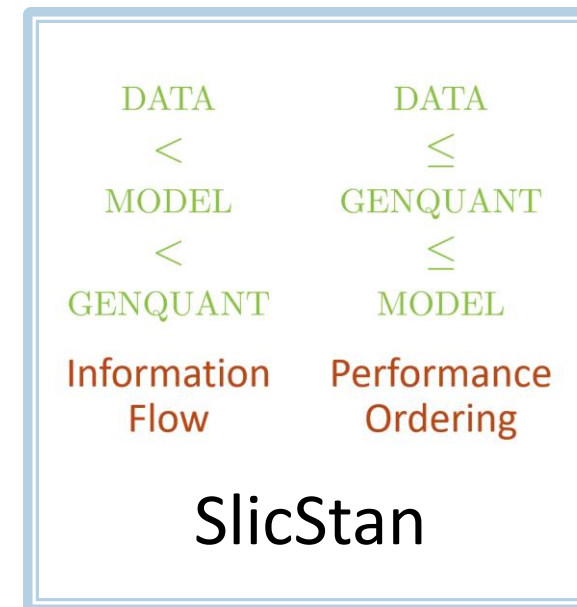 DATA
<
MODEL
<
GENQUANT
Information
Flow
DATA
≤
GENQUANT
≤
MODEL
Performance
Ordering
SlicStan